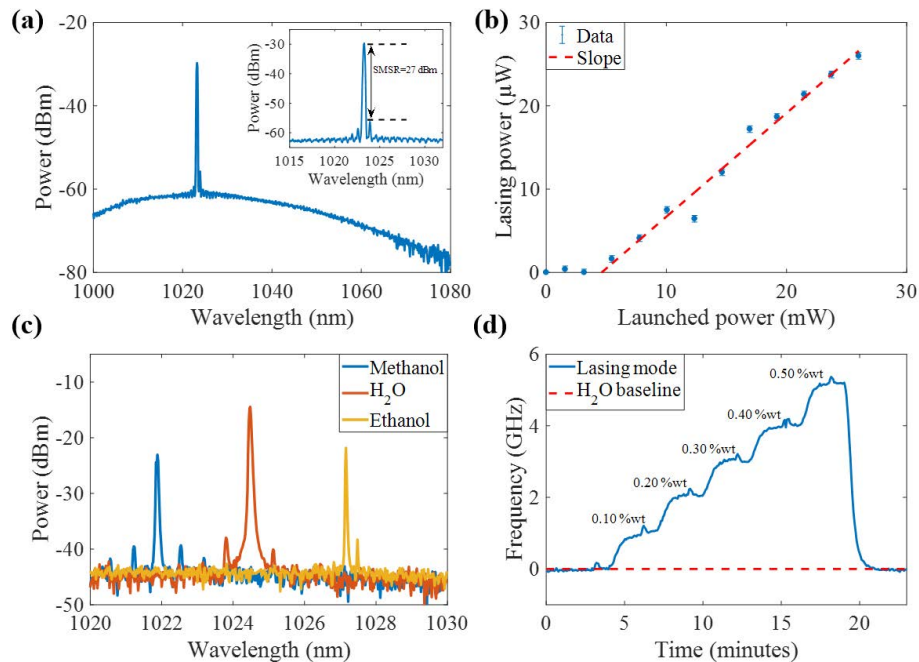 (a)
-20
-40
-60
-80
Power (dBm)
1000
1020
1040
1060
1080
Wavelength (nm)
-30
-40
-50
-60
Power (dBm)
SMSR=27 dBm
1015
1020
1025
1030
Wavelength (nm)
(b)
30
20
10
0
Lasing power (µW)
Data
Slope
0
10
20
30
Launched power (mW)
(c)
-10
-20
-30
-40
-50
Power (dBm)
Methanol
H2O
Ethanol
1020
1022
1024
1026
1028
1030
Wavelength (nm)
(d)
6
4
2
0
Frequency (GHz)
Lasing mode
H2O baseline
0.10 %wt
0.20 %wt
0.30 %wt
0.40 %wt
0.50 %wt
0
5
10
15
20
Time (minutes)